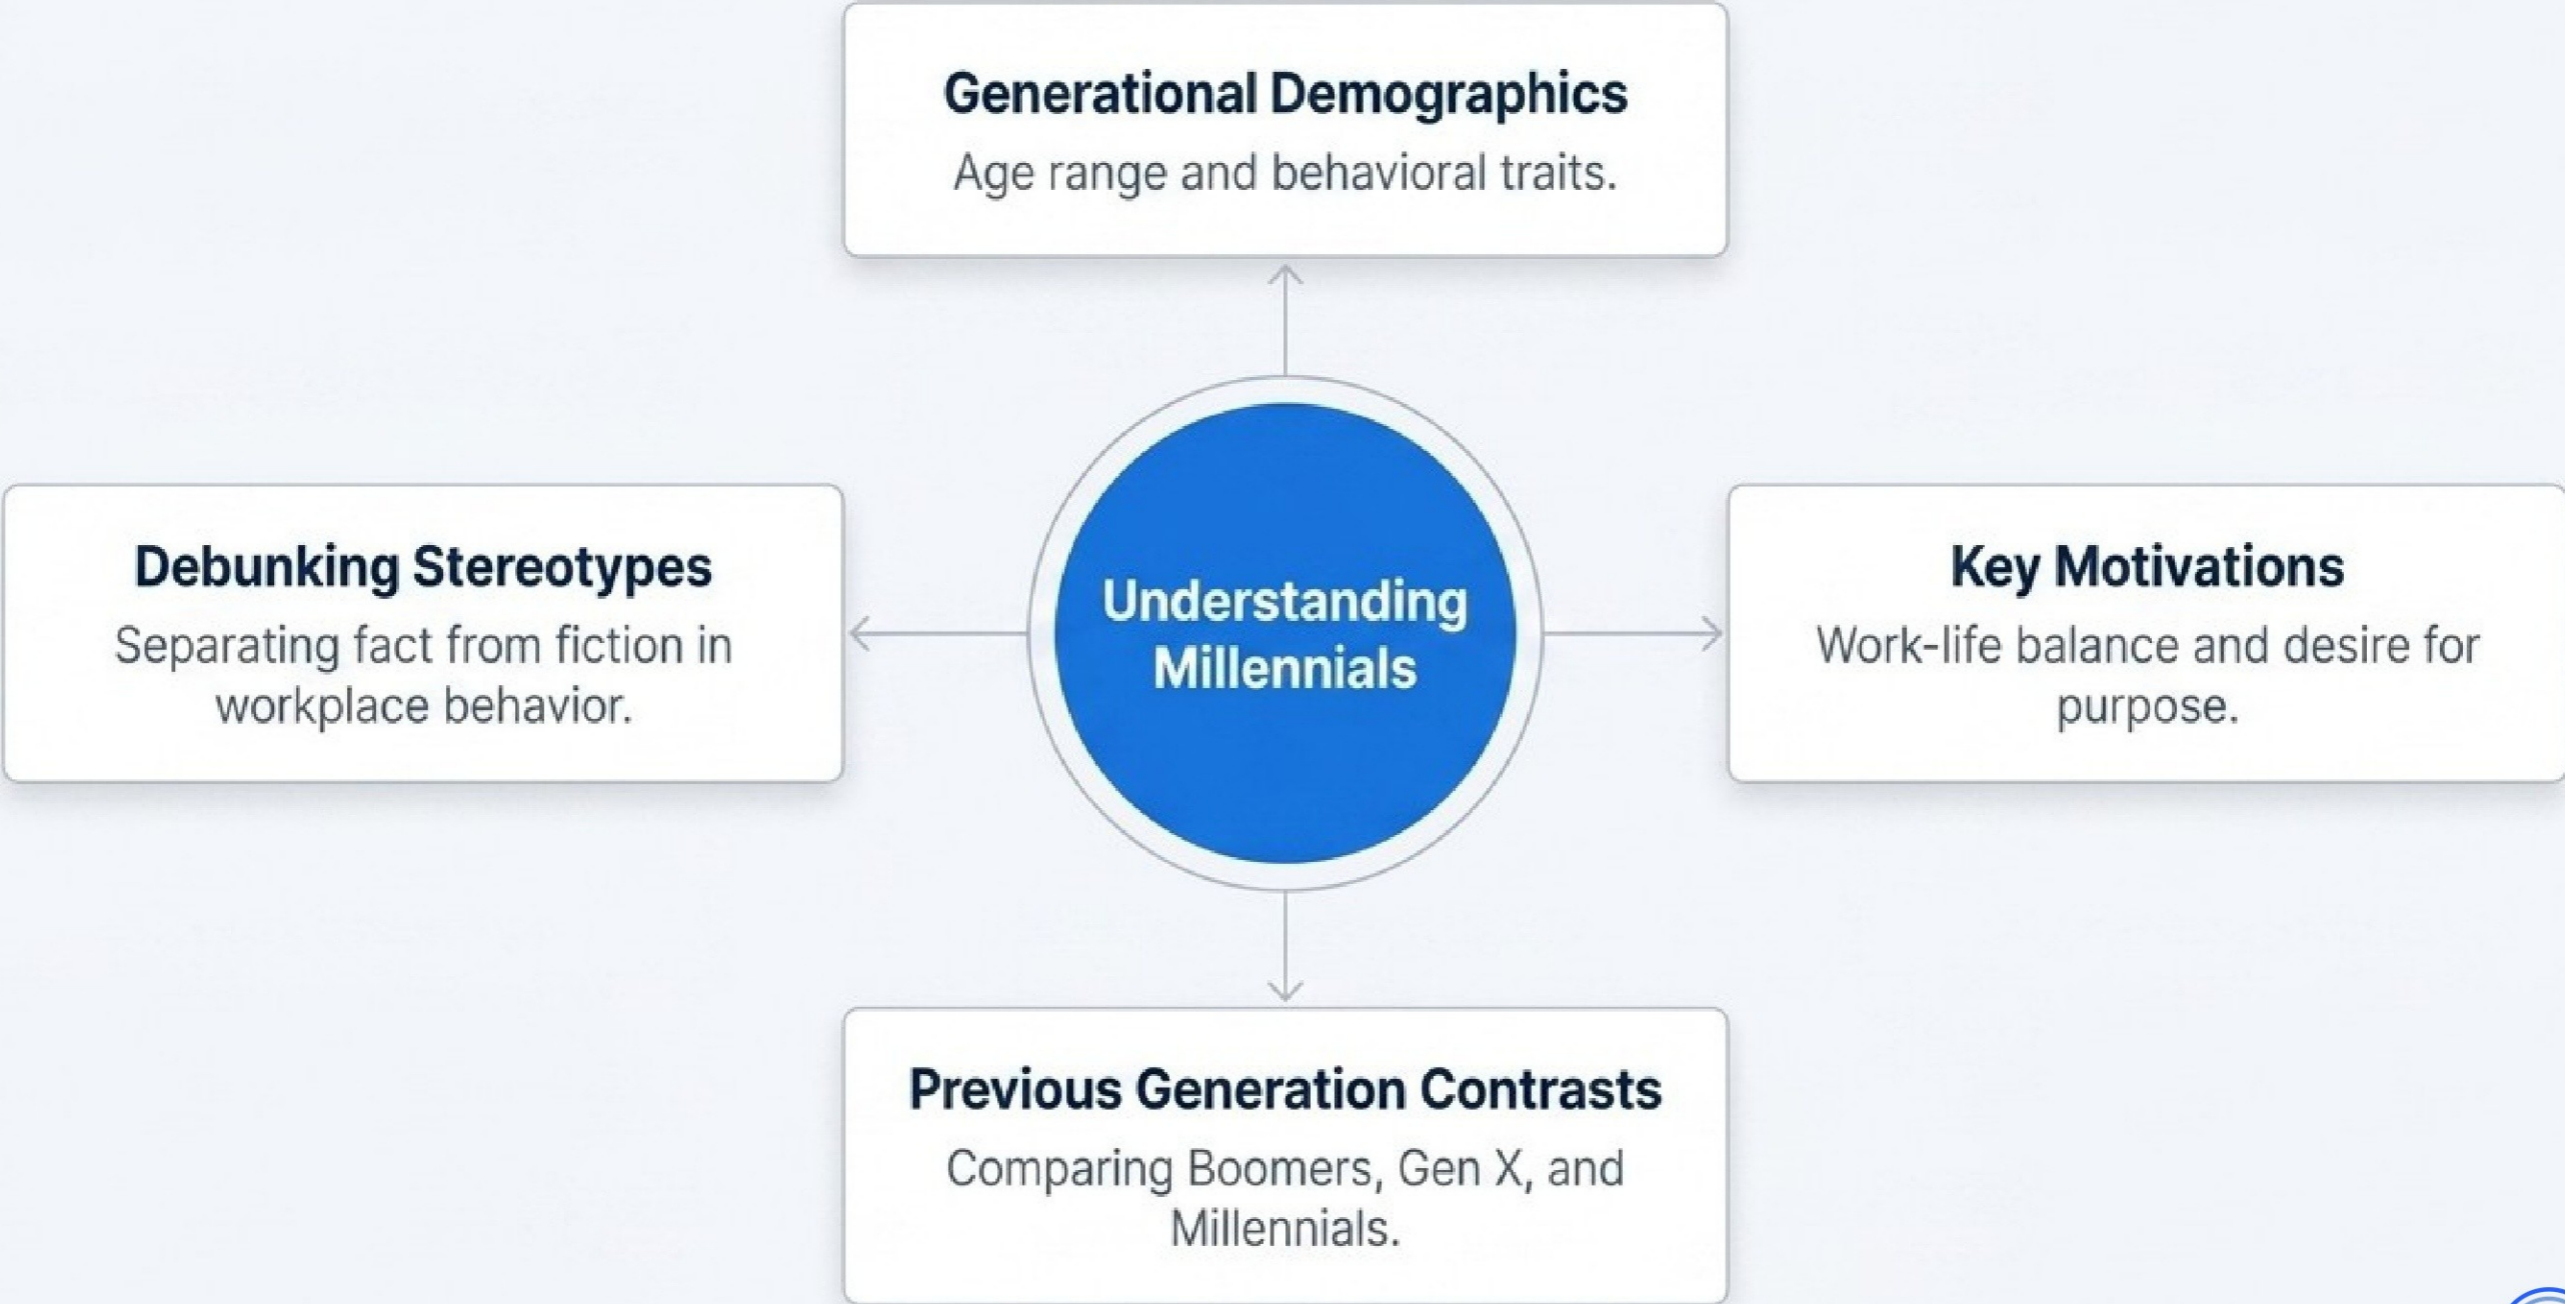 Generational Demographics
Age range and behavioral traits.
Debunking Stereotypes
Separating fact from fiction in
workplace behavior.
Understanding
Millennials
Key Motivations
Work-life balance and desire for
purpose.
Previous Generation Contrasts
Comparing Boomers, Gen X, and
Millennials.